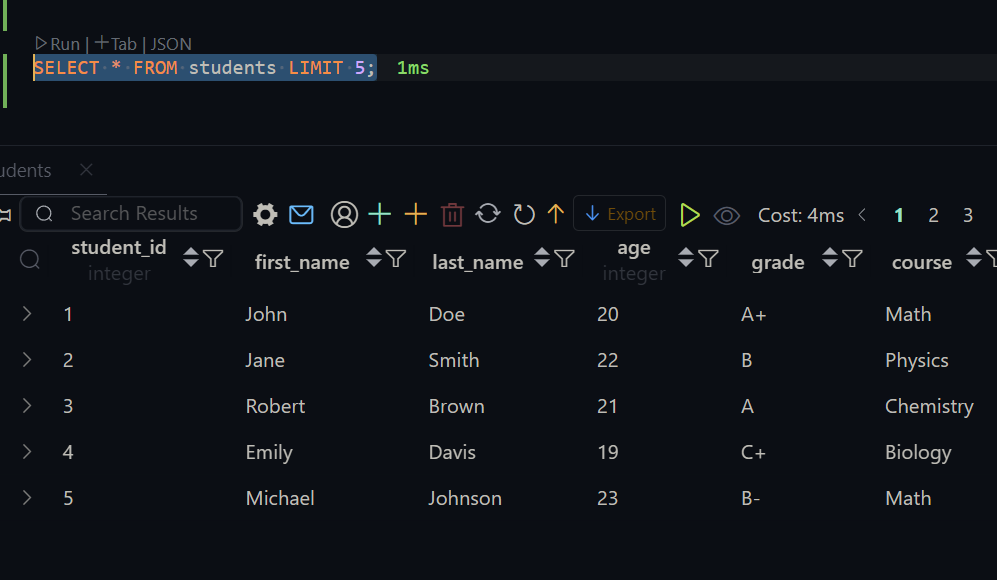 Run | Tab | JSON
SELECT * FROM students LIMIT 5; 1ms
udents
Search Results Export Cost: 4ms 1 2 3
student_id first_name last_name age grade course
integer integer
1 John Doe 20 A+ Math
2 Jane Smith 22 B Physics
3 Robert Brown 21 A Chemistry
4 Emily Davis 19 C+ Biology
5 Michael Johnson 23 B- Math